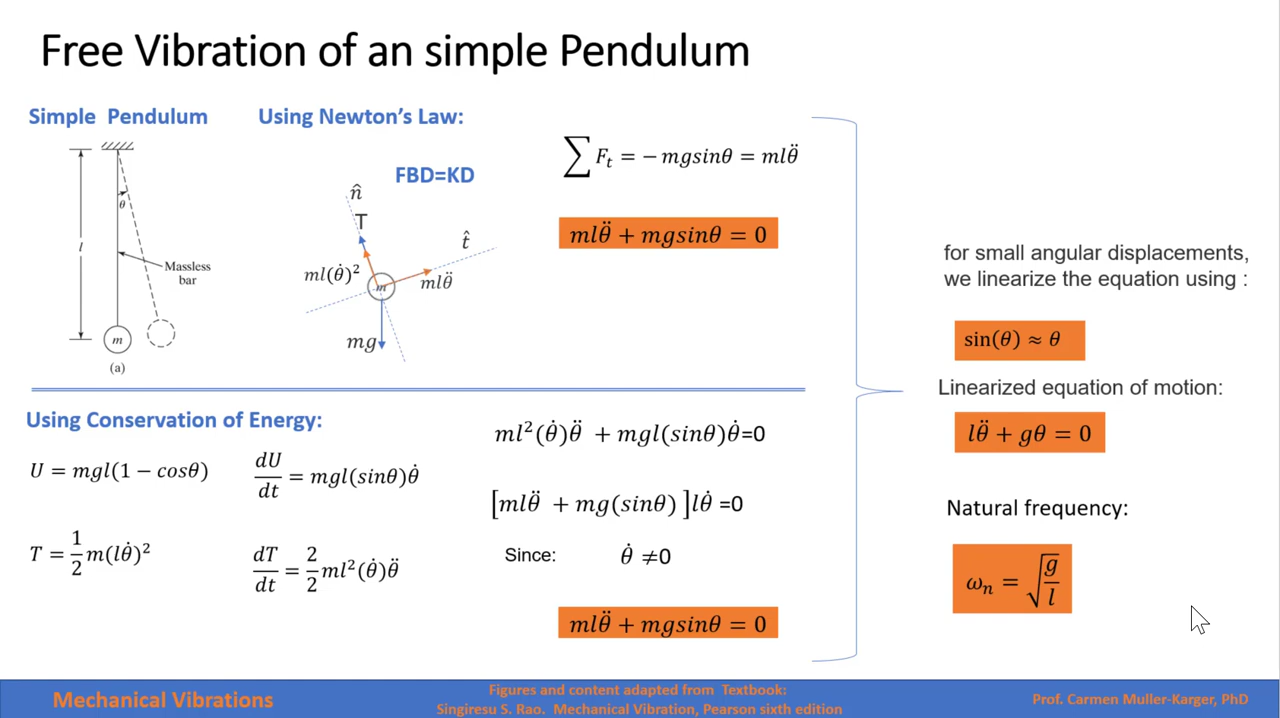 Free Vibration of an simple Pendulum
Simple Pendulum
l
θ
Massless
bar
m
(a)
Using Newton's Law:
FBD=KD
n̂
T
t̂
ml(θ̇)²
m
mlθ̈
mg
∑ Fₜ = − mgsinθ = mlθ̈
mlθ̈ + mgsinθ = 0
Using Conservation of Energy:
U = mgl(1 − cosθ)
dU/dt = mgl(sinθ)θ̇
T = 1/2 m(lθ̇)²
dT/dt = 2/2 ml²(θ̇)θ̈
ml²(θ̇)θ̈ + mgl(sinθ)θ̇=0
[mlθ̈ + mg(sinθ) ]lθ̇ =0
Since: θ̇ ≠0
mlθ̈ + mgsinθ = 0
for small angular displacements,
we linearize the equation using :
sin(θ) ≈ θ
Linearized equation of motion:
lθ̈ + gθ = 0
Natural frequency:
ωₙ = √(g/l)
Mechanical Vibrations
Figures and content adapted from Textbook:
Singiresu S. Rao. Mechanical Vibration, Pearson sixth edition
Prof. Carmen Muller-Karger, PhD